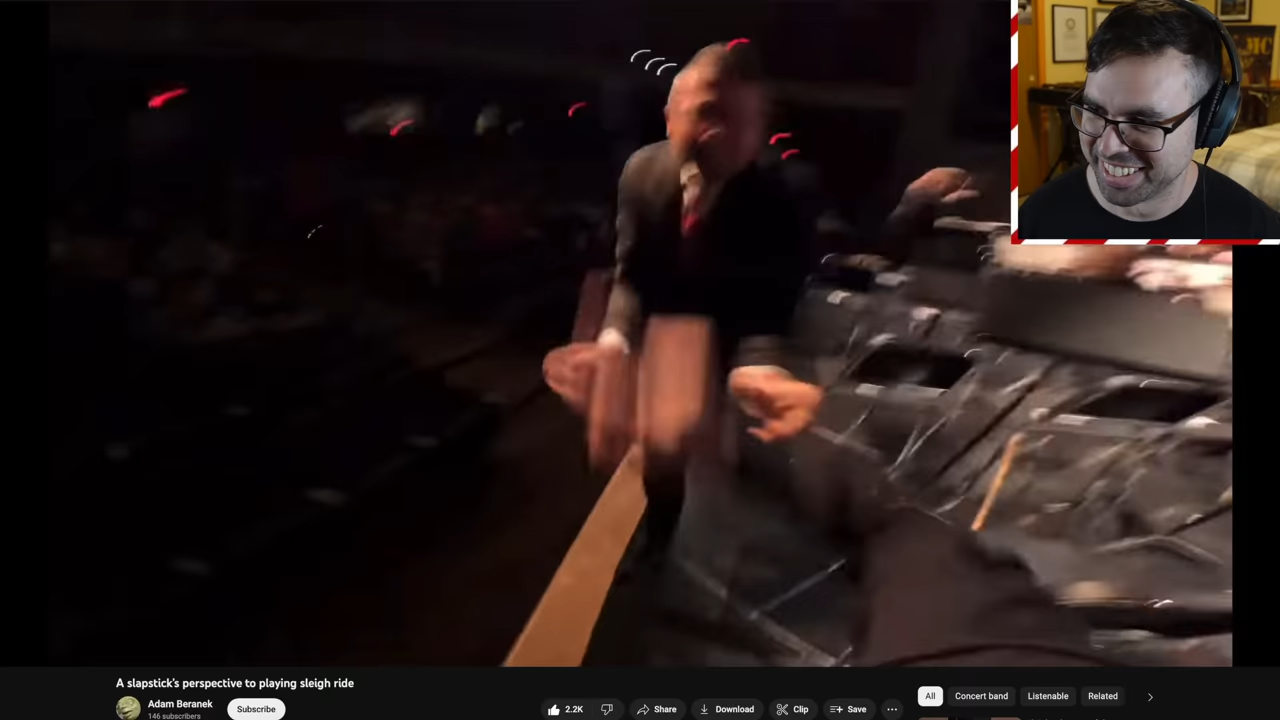 MC
A slapstick's perspective to playing sleigh ride
Adam Beranek
146 subscribers
Subscribe
2.2K
Share
Download
Clip
Save
All
Concert band
Listenable
Related